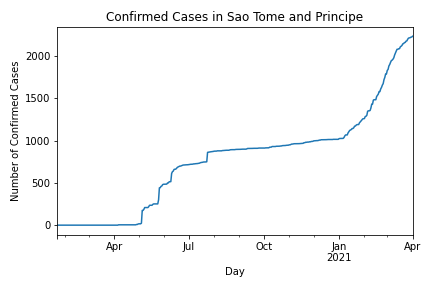 Confirmed Cases in Sao Tome and Principe
Number of Confirmed Cases
2000
1500
1000
500
0
Apr
Jul
Oct
Jan
2021
Apr
Day